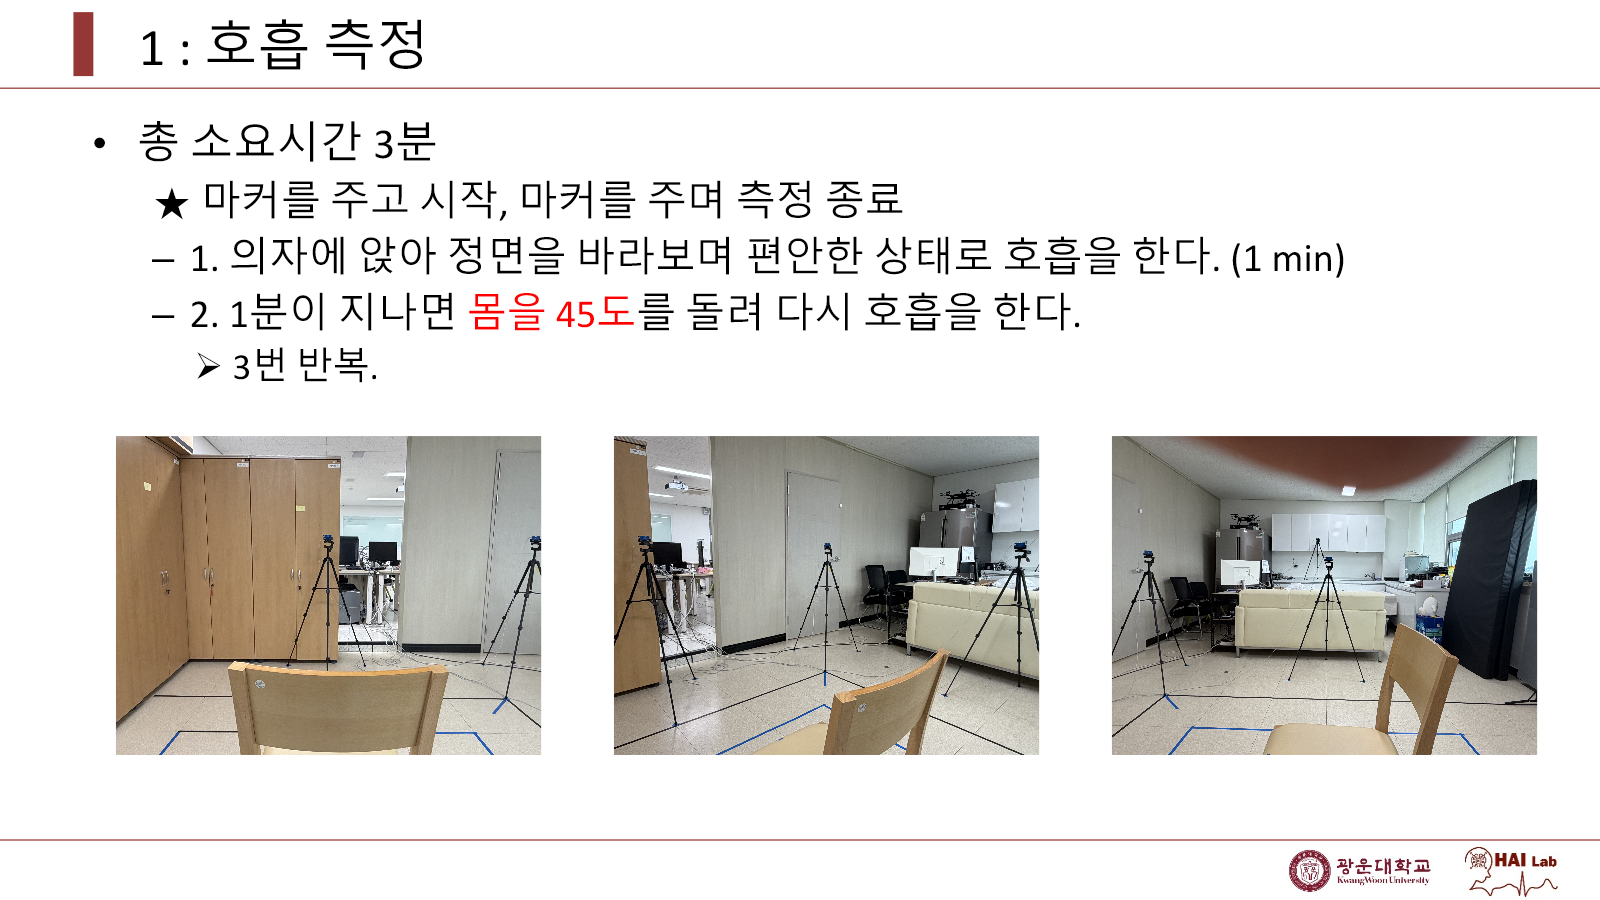 1 : 호흡 측정
• 총 소요시간 3분
★ 마커를 주고 시작, 마커를 주며 측정 종료
– 1. 의자에 앉아 정면을 바라보며 편안한 상태로 호흡을 한다. (1 min)
– 2. 1분이 지나면 몸을 45도를 돌려 다시 호흡을 한다.
➢ 3번 반복.
광운대학교
KwangWoon University
HAI Lab